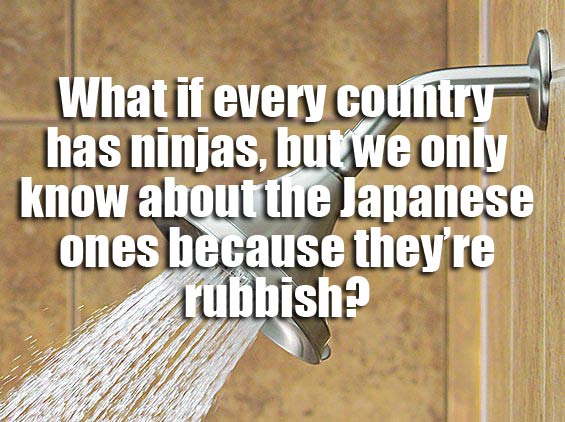 What if every country
has ninjas, but we only
know about the Japanese
ones because they're
rubbish?